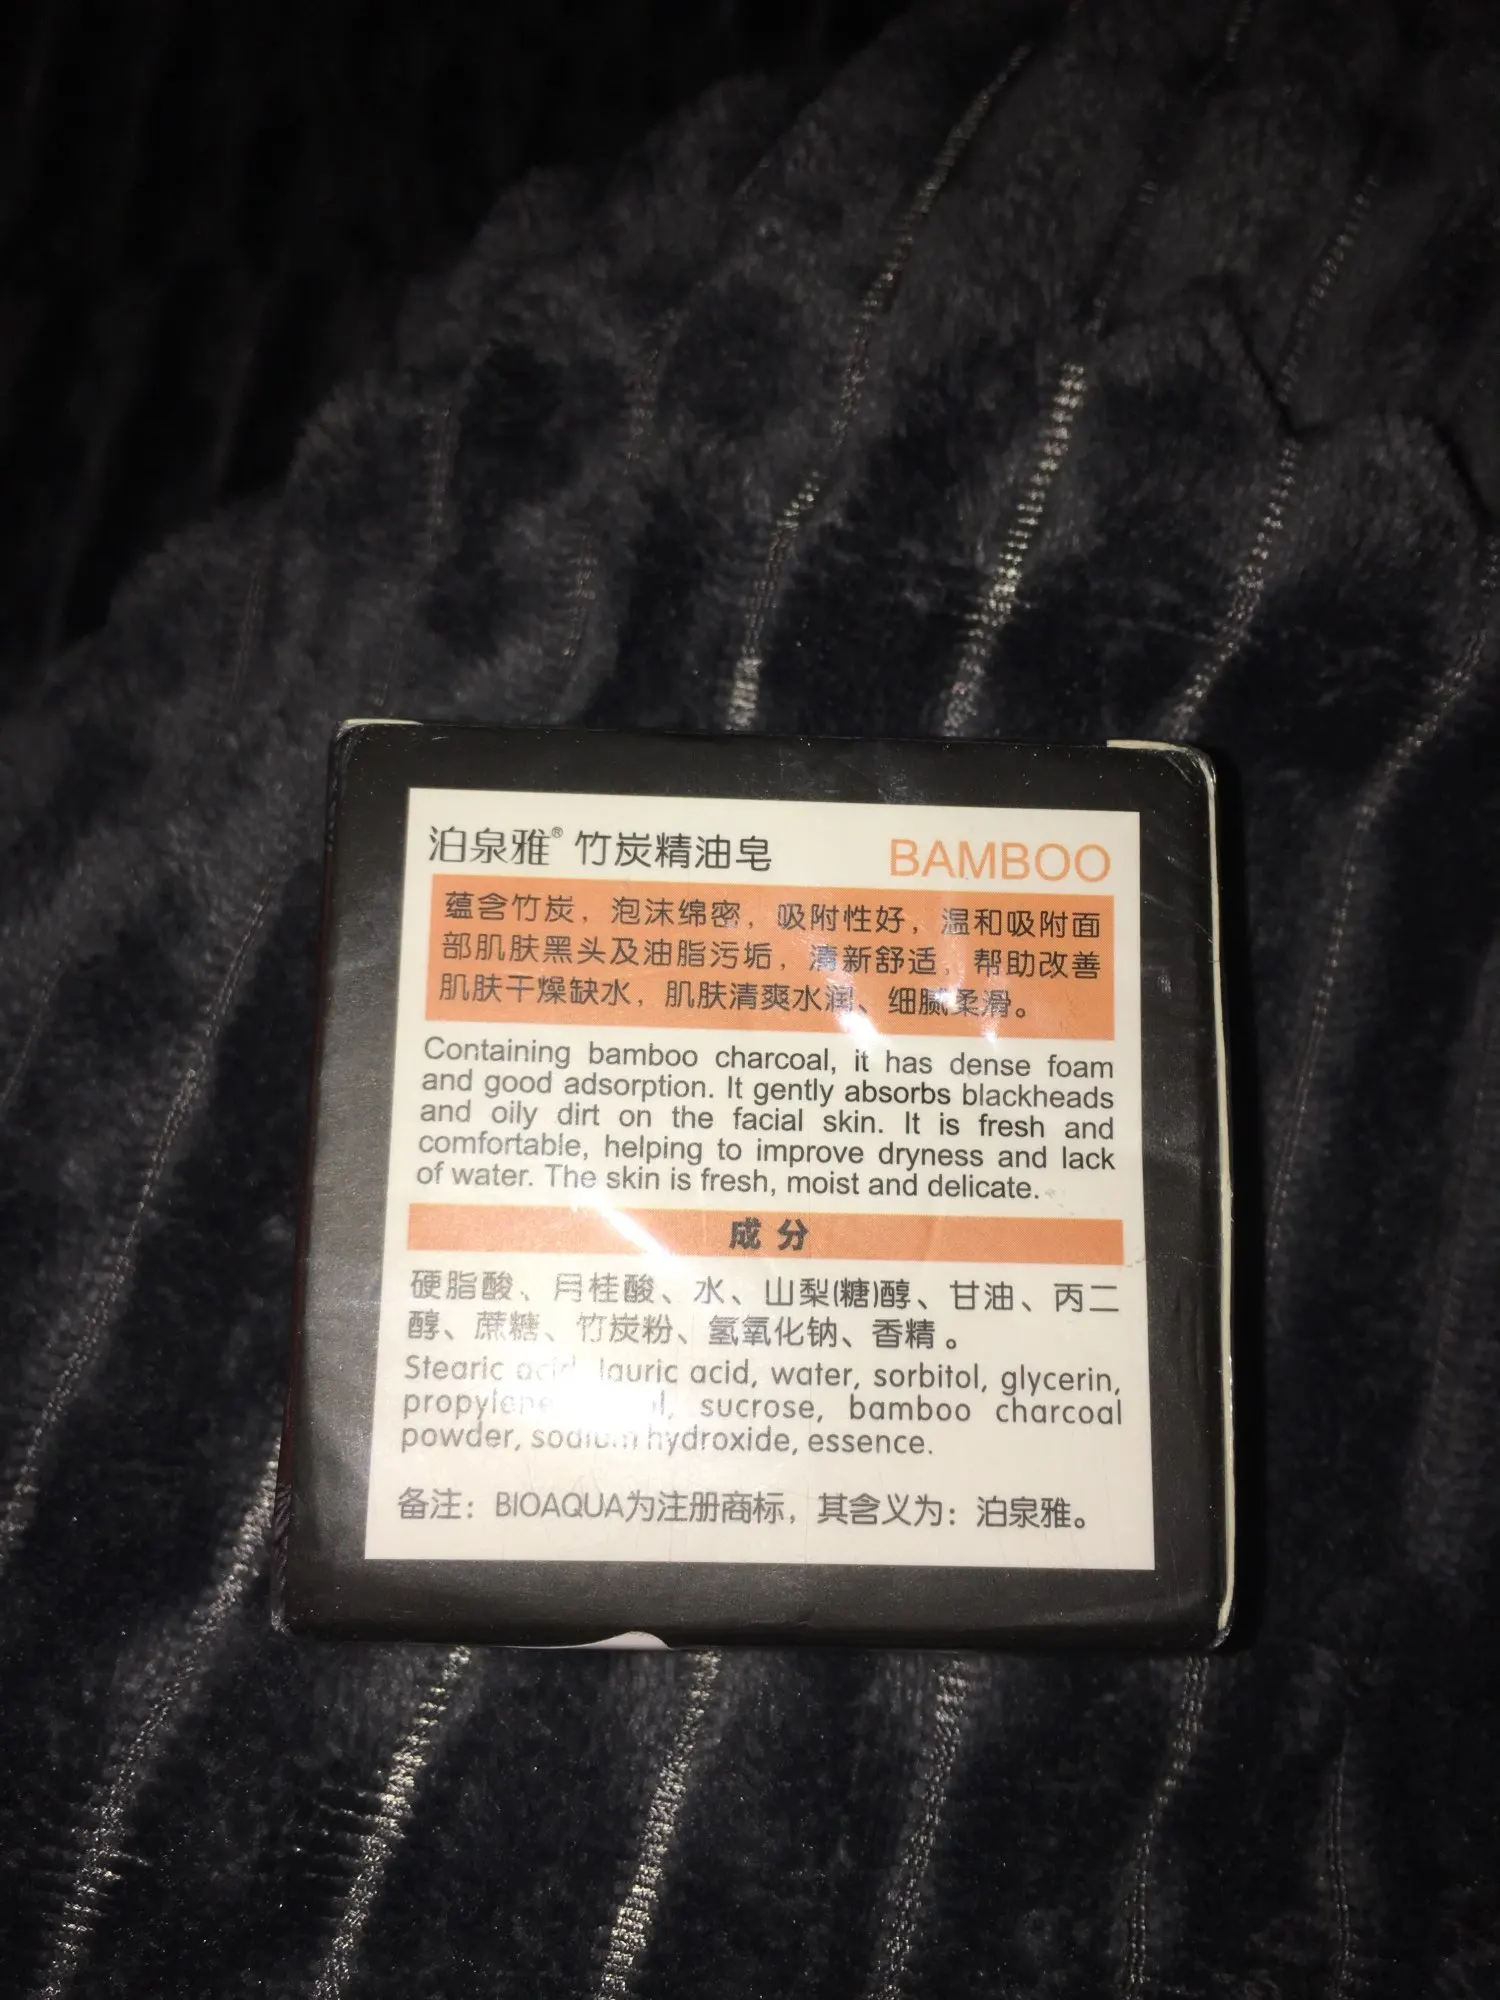 泊泉雅® 竹炭精油皂 BAMBOO
蕴含竹炭，泡沫绵密，吸附性好，温和吸附面
部肌肤黑头及油脂污垢，清新舒适，帮助改善
肌肤干燥缺水，肌肤清爽水润、细腻柔滑。
Containing bamboo charcoal, it has dense foam
and good adsorption. It gently absorbs blackheads
and oily dirt on the facial skin. It is fresh and
comfortable, helping to improve dryness and lack
of water. The skin is fresh, moist and delicate.
成分
硬脂酸、月桂酸、水、山梨(糖)醇、甘油、丙二
醇、蔗糖、竹炭粉、氢氧化钠、香精。
Stearic acid, lauric acid, water, sorbitol, glycerin,
propylene sucrose, bamboo charcoal
powder, sodium hydroxide, essence.
备注：BIOAQUA为注册商标，其含义为：泊泉雅。